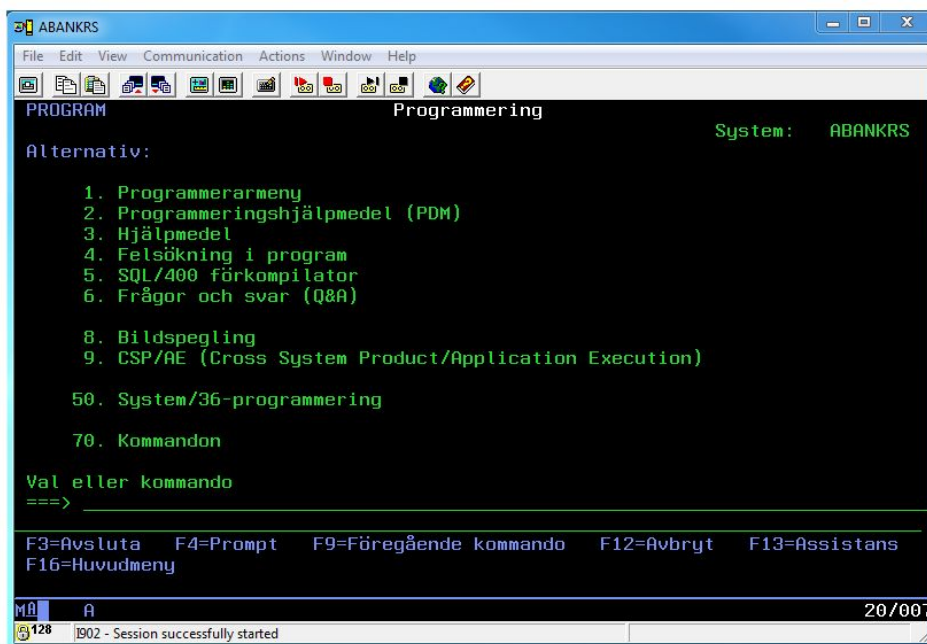 ABANKRS
File Edit View Communication Actions Window Help
PROGRAM Programmering
System: ABANKRS
Alternativ:
1. Programmerarmeny
2. Programmeringshjälpmedel (PDM)
3. Hjälpmedel
4. Felsökning i program
5. SQL/400 förkompilator
6. Frågor och svar (Q&A)
8. Bildspegling
9. CSP/AE (Cross System Product/Application Execution)
50. System/36-programmering
70. Kommandon
Val eller kommando
===>
F3=Avsluta F4=Prompt F9=Föregående kommando F12=Avbryt F13=Assistans
F16=Huvudmeny
MA A 20/007
128 I902 - Session successfully started